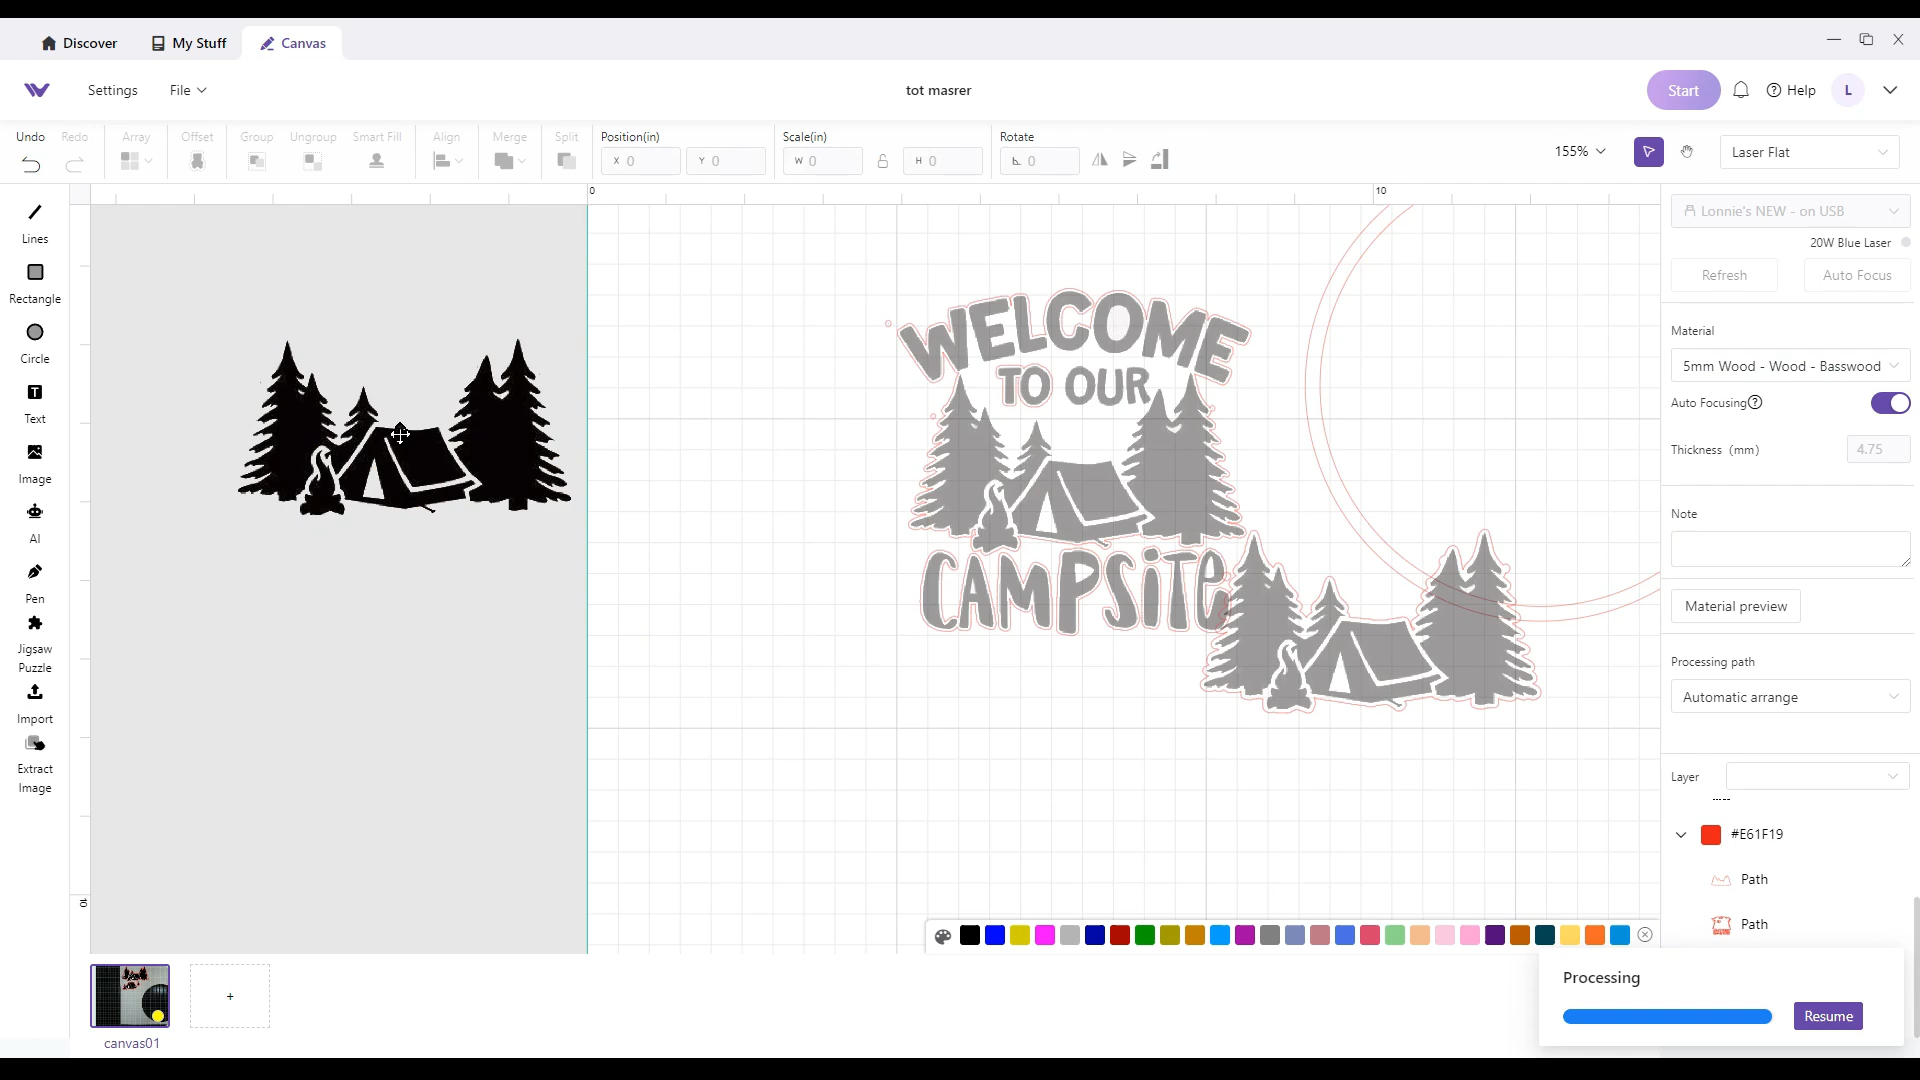 Discover
My Stuff
Canvas
Settings
File
tot masrer
Start
Help
L
Undo
Redo
Array
Offset
Group
Ungroup
Smart Fill
Align
Merge
Split
Position(in)
X 0
Y 0
Scale(in)
W 0
H 0
Rotate
0
155%
Laser Flat
0
10
Lines
Rectangle
Circle
Text
Image
AI
Pen
Jigsaw
Puzzle
Import
Extract
Image
10
WELCOME
TO OUR
CAMPSiTe
Lonnie's NEW - on USB
20W Blue Laser
Refresh
Auto Focus
Material
5mm Wood - Wood - Basswood
Auto Focusing
Thickness (mm)
4.75
Note
Material preview
Processing path
Automatic arrange
Layer
#E61F19
Path
Path
Processing
Resume
+
canvas01